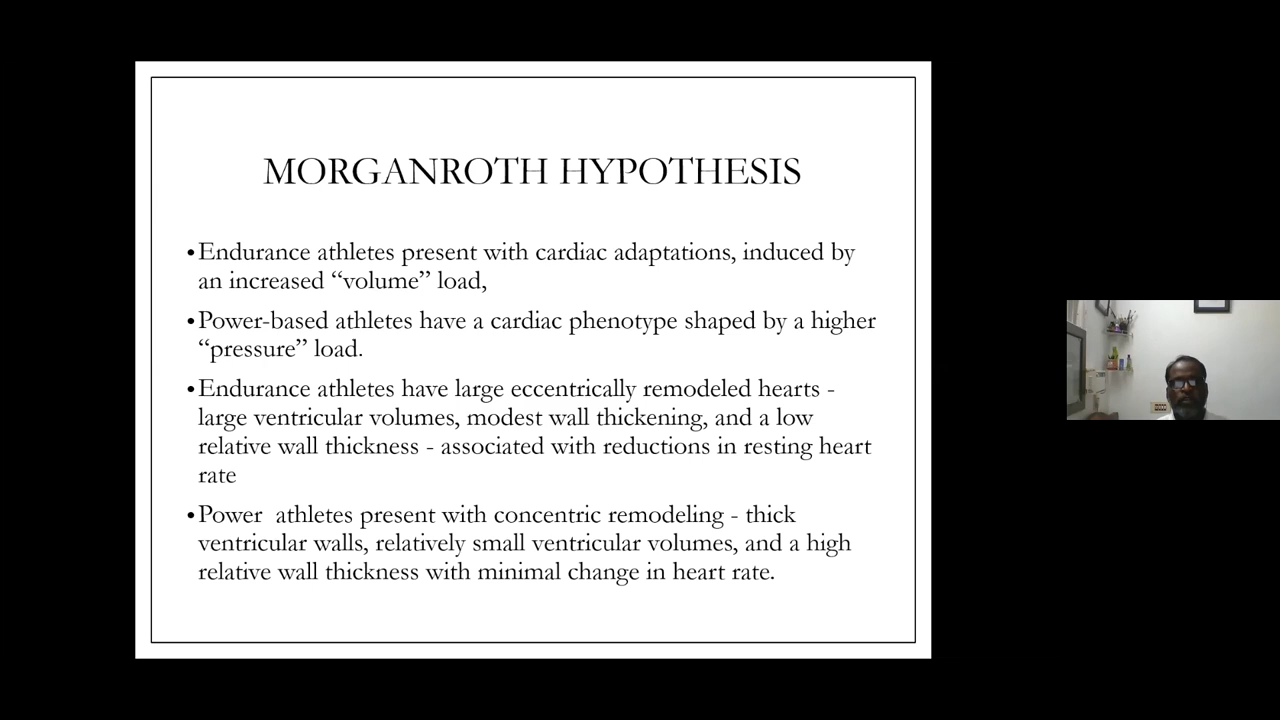 MORGANROTH HYPOTHESIS
•Endurance athletes present with cardiac adaptations, induced by
an increased “volume” load,
•Power-based athletes have a cardiac phenotype shaped by a higher
“pressure” load.
•Endurance athletes have large eccentrically remodeled hearts -
large ventricular volumes, modest wall thickening, and a low
relative wall thickness - associated with reductions in resting heart
rate
•Power  athletes present with concentric remodeling - thick
ventricular walls, relatively small ventricular volumes, and a high
relative wall thickness with minimal change in heart rate.